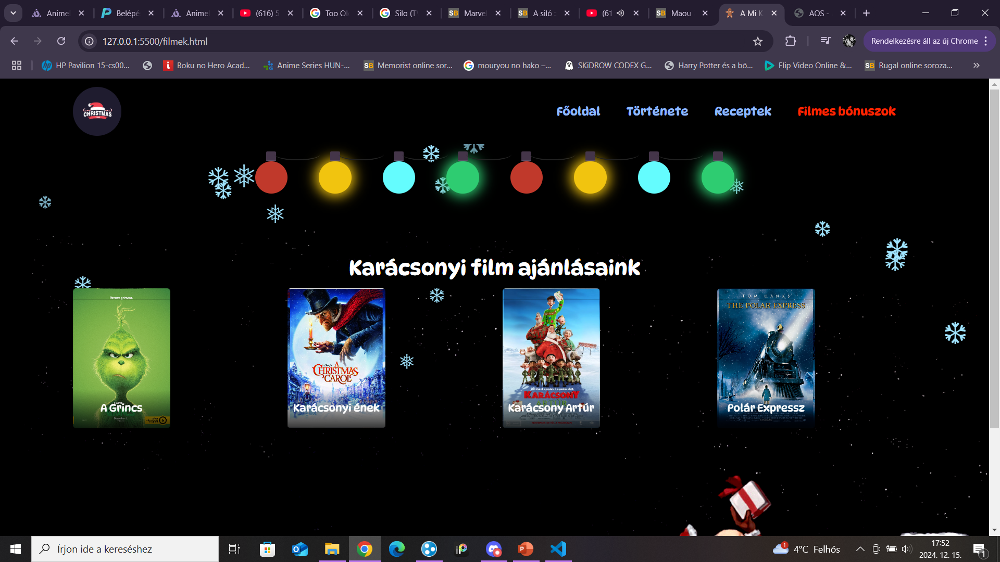 Anime
Belépé
Anime
(616) 5
Too Ol
Silo (T
Marve
A siló :
(61
Maou
A Mi K
AOS -
127.0.0.1:5500/filmek.html
Rendelkezésre áll az új Chrome
HP Pavilion 15-cs00...
Boku no Hero Acad...
Anime Series HUN-...
Memorist online sor...
mouryou no hako –...
SKiDROW CODEX G...
Harry Potter és a bö...
Flip Video Online &...
Rugal online soroza...
CHRISTMAS
Főoldal
Története
Receptek
Filmes bónuszok
Karácsonyi film ajánlásaink
A Grincs
A CHRISTMAS CAROL
Karácsonyi ének
KARÁCSONY
ARTÚR
Karácsony Artúr
TOM HANKS
THE POLAR EXPRESS
Polár Expressz
Írjon ide a kereséshez
1
4°C Felhős
17:52
2024. 12. 15.
1